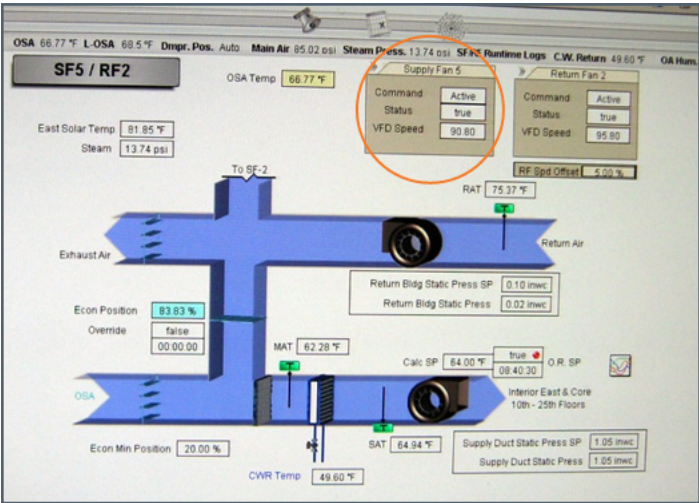 OSA 66.77 °F L-OSA 68.5°F Dmpr. Pos. Auto Main Air 85.02 psi Steam Press. 13.74 psi SF/RF Runtime Logs C.W. Return 49.60 °F OA Hum.
SF5 / RF2
OSA Temp 66.77 °F
Supply Fan 5
Command Active
Status true
VFD Speed 90.80
Return Fan 2
Command Active
Status true
VFD Speed 95.80
RF Spd Offset 5.00 %
East Solar Temp 81.85 °F
Steam 13.74 psi
To SF-2
RAT 75.37 °F
Exhaust Air
Return Air
Return Bldg Static Press SP 0.10 inwc
Return Bldg Static Press 0.02 inwc
Econ Position 83.83 %
Override false
00:00:00
MAT 62.28 °F
Calc SP 64.00 °F
true
08:40:30
O.R. SP
OSA
Interior East & Core
10th - 25th Floors
Econ Min Position 20.00 %
SAT 64.94 °F
Supply Duct Static Press SP 1.05 inwc
Supply Duct Static Press 1.05 inwc
CWR Temp 49.60 °F